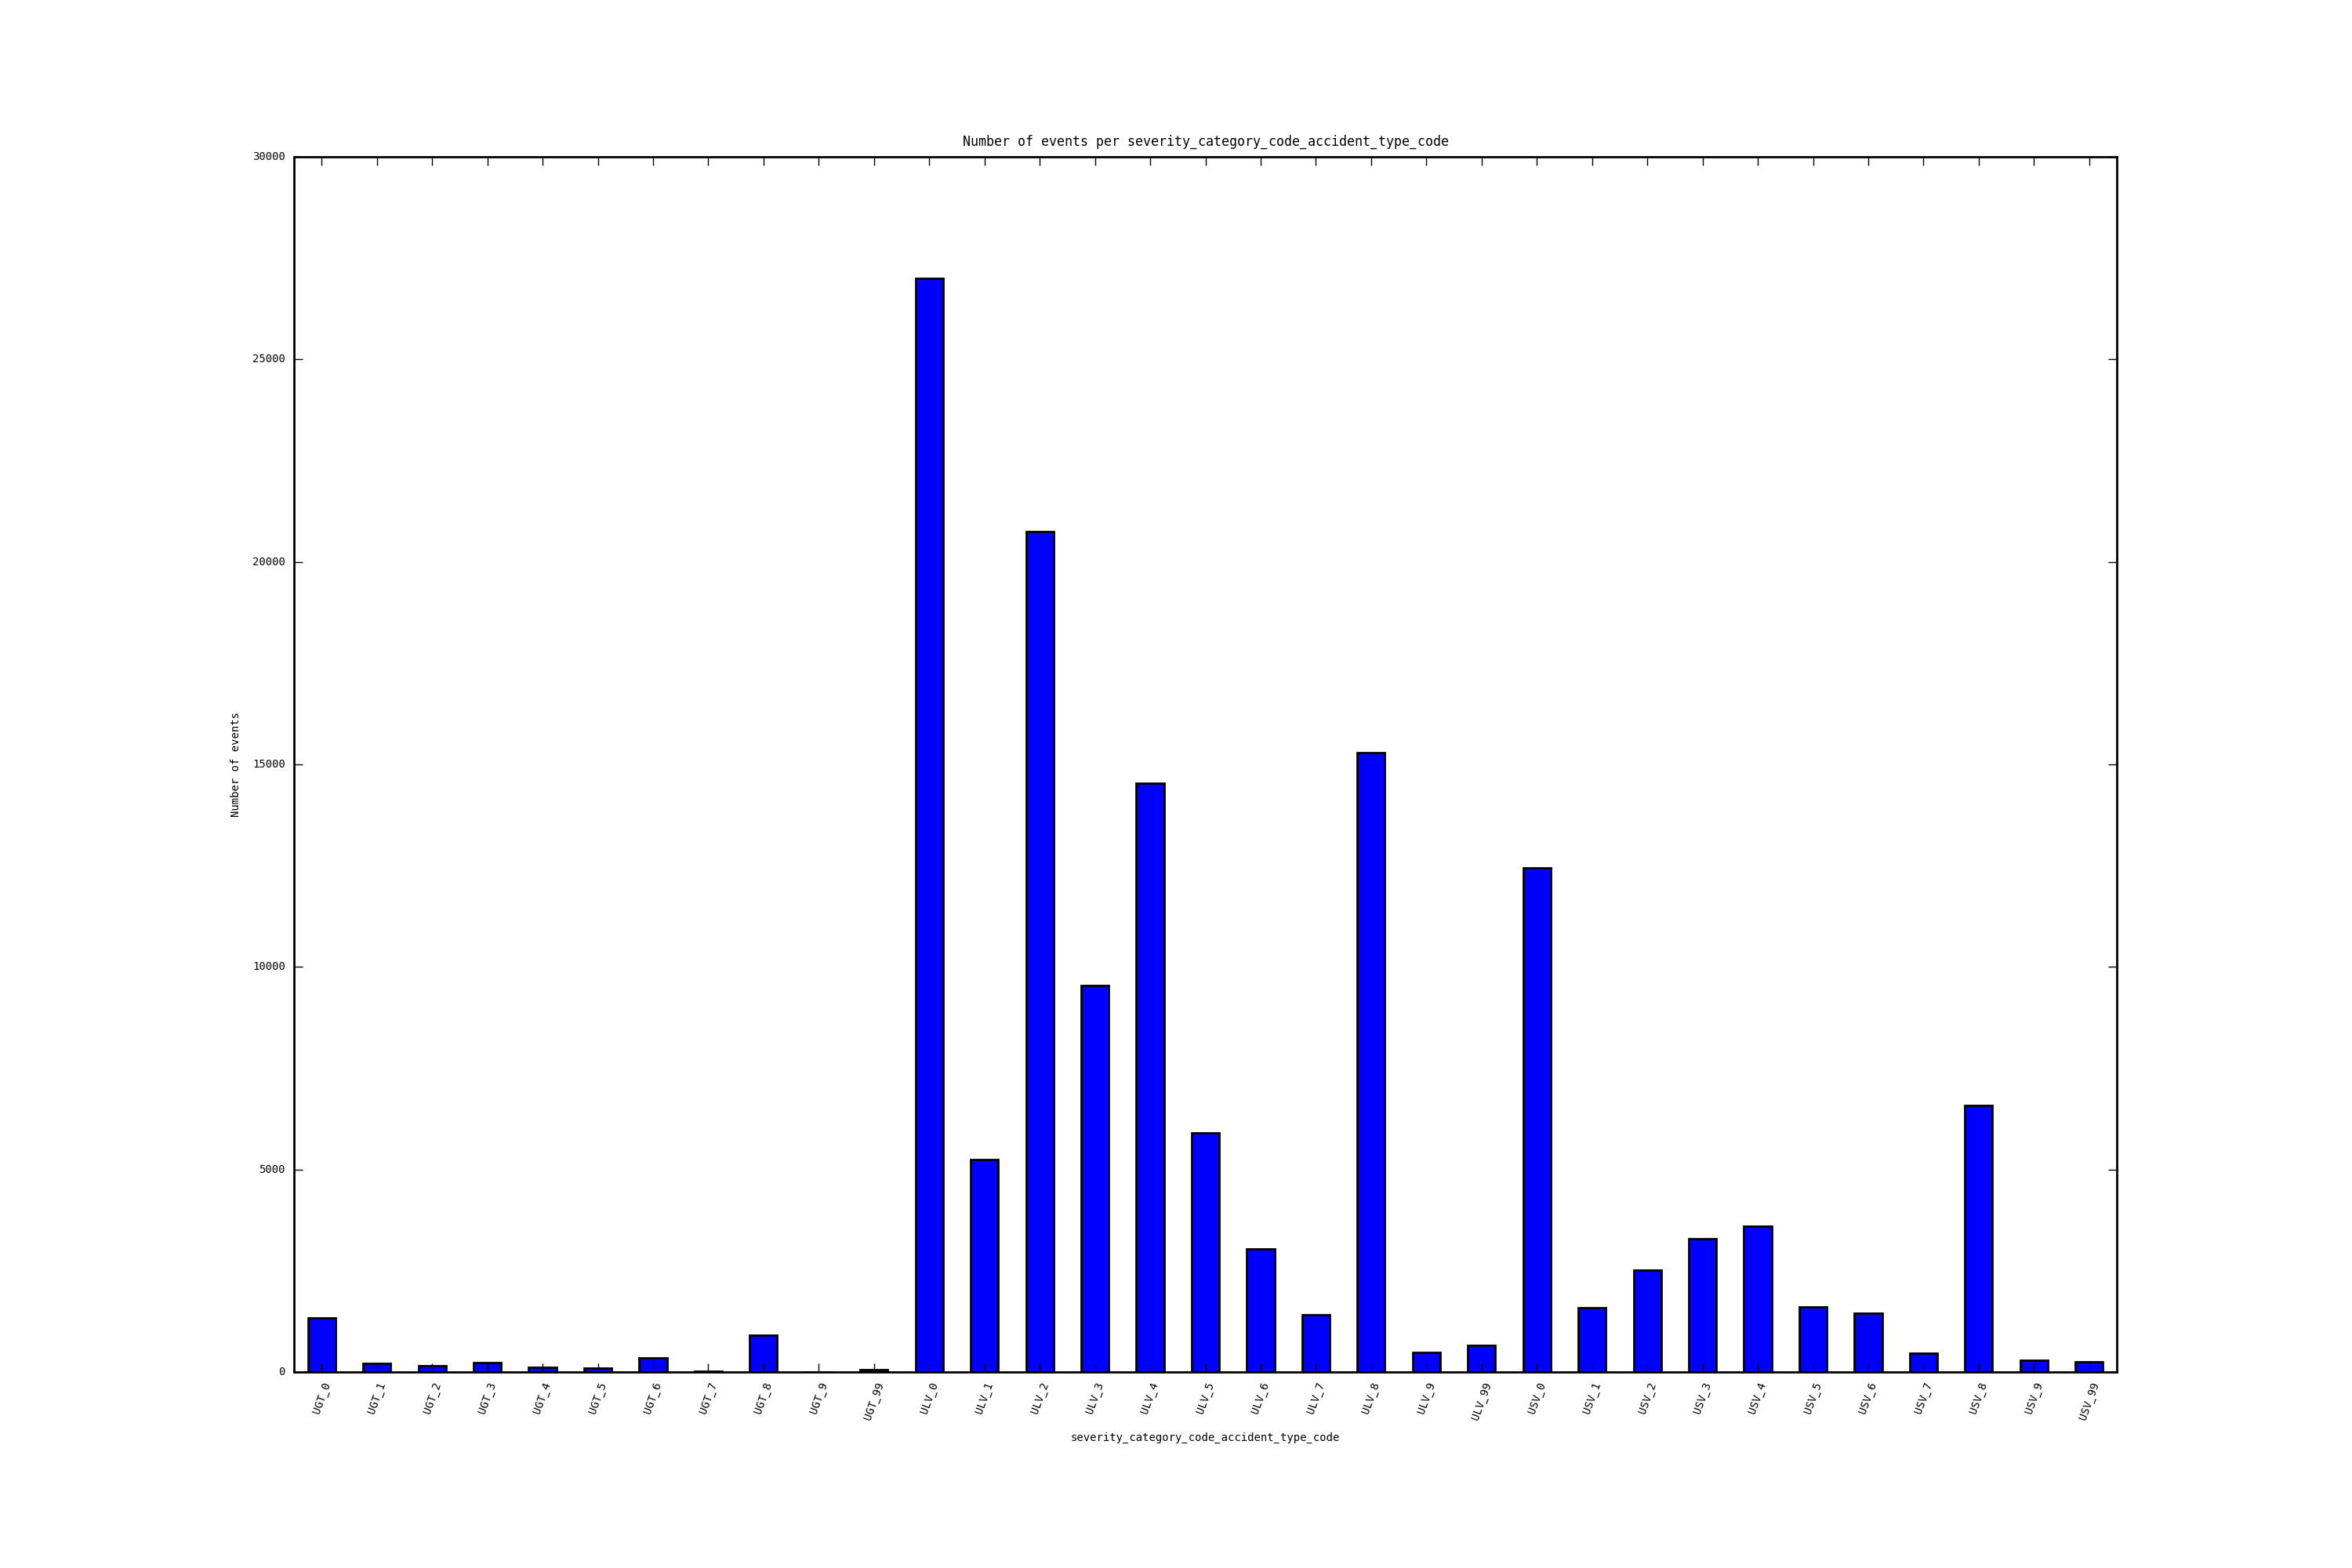 Number of events per severity_category_code_accident_type_code
30000
25000
20000
15000
10000
5000
0
Number of events
UGT_0
UGT_1
UGT_2
UGT_3
UGT_4
UGT_5
UGT_6
UGT_7
UGT_8
UGT_9
UGT_99
ULV_0
ULV_1
ULV_2
ULV_3
ULV_4
ULV_5
ULV_6
ULV_7
ULV_8
ULV_9
ULV_99
USV_0
USV_1
USV_2
USV_3
USV_4
USV_5
USV_6
USV_7
USV_8
USV_9
USV_99
severity_category_code_accident_type_code